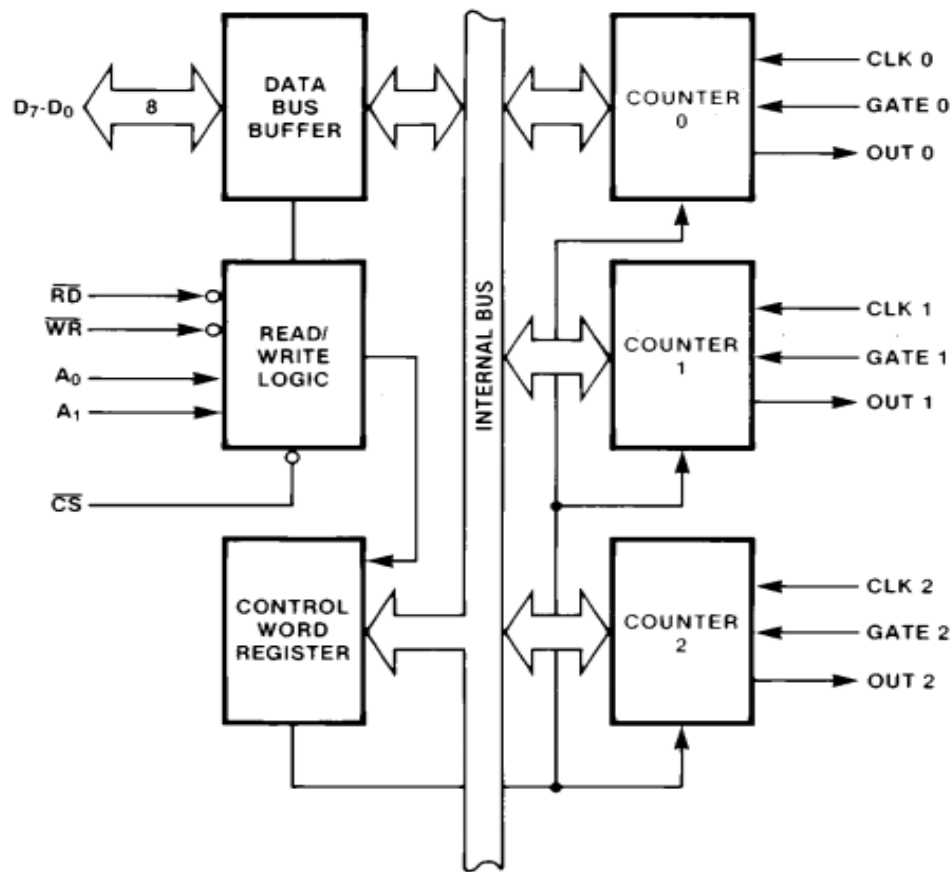 D7-D0
8
DATA
BUS
BUFFER
COUNTER
0
CLK 0
GATE 0
OUT 0
RD
WR
A0
A1
CS
READ/
WRITE
LOGIC
INTERNAL BUS
COUNTER
1
CLK 1
GATE 1
OUT 1
CONTROL
WORD
REGISTER
COUNTER
2
CLK 2
GATE 2
OUT 2